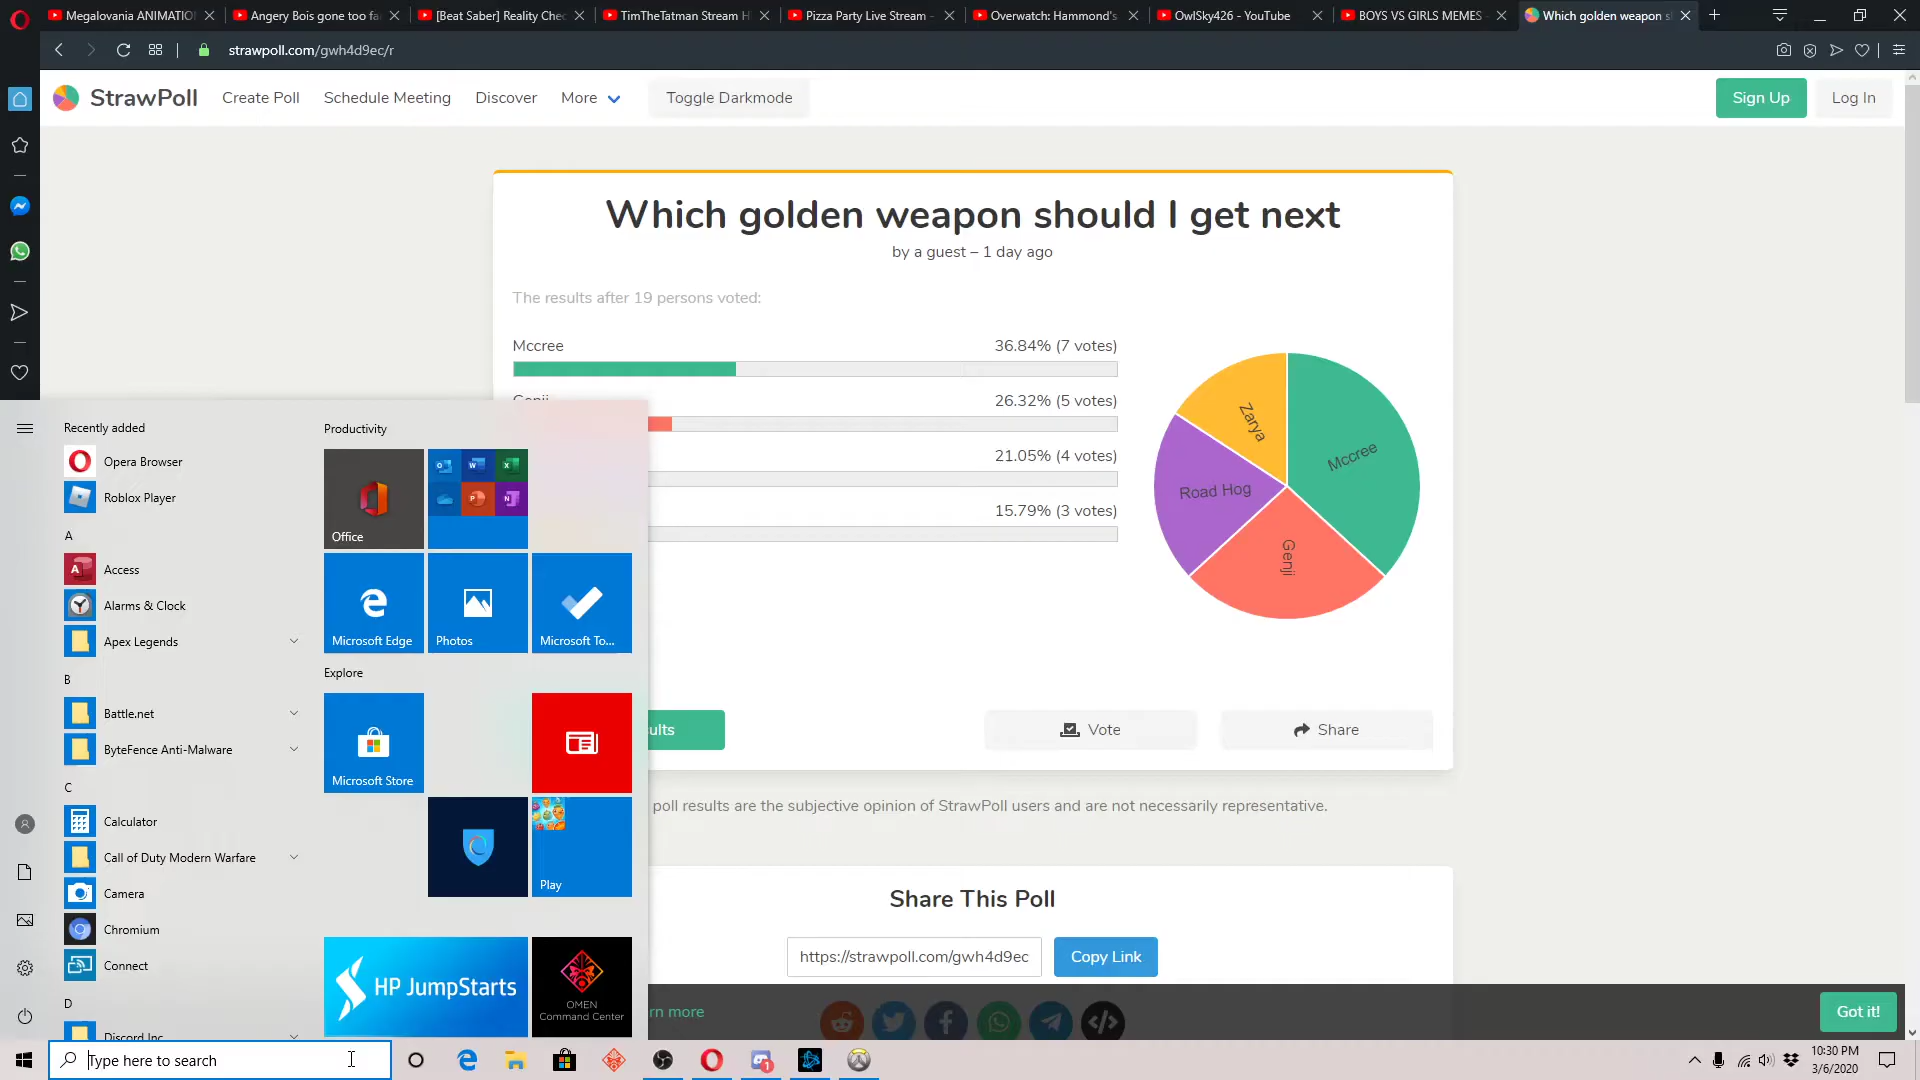 Megalovania ANIMATIO
Angery Bois gone too fa
[Beat Saber] Reality Chec
TimTheTatman Stream H
Pizza Party Live Stream -
Overwatch: Hammond's
OwlSky426 - YouTube
BOYS VS GIRLS MEMES -
Which golden weapon s
strawpoll.com/gwh4d9ec/r
StrawPoll
Create Poll
Schedule Meeting
Discover
More
Toggle Darkmode
Sign Up
Log In
Which golden weapon should I get next
by a guest – 1 day ago
The results after 19 persons voted:
Mccree
36.84% (7 votes)
Genji
26.32% (5 votes)
21.05% (4 votes)
15.79% (3 votes)
Zarya
Mccree
Road Hog
Genji
ults
Vote
Share
poll results are the subjective opinion of StrawPoll users and are not necessarily representative.
Share This Poll
https://strawpoll.com/gwh4d9ec
Copy Link
rn more
Got it!
Recently added
Opera Browser
Roblox Player
A
Access
Alarms & Clock
Apex Legends
B
Battle.net
ByteFence Anti-Malware
C
Calculator
Call of Duty Modern Warfare
Camera
Chromium
Connect
D
Discord Inc
Productivity
Office
Microsoft Edge
Photos
Microsoft To...
Explore
Microsoft Store
Play
HP JumpStarts
OMEN
Command Center
Type here to search
1
10:30 PM
3/6/2020